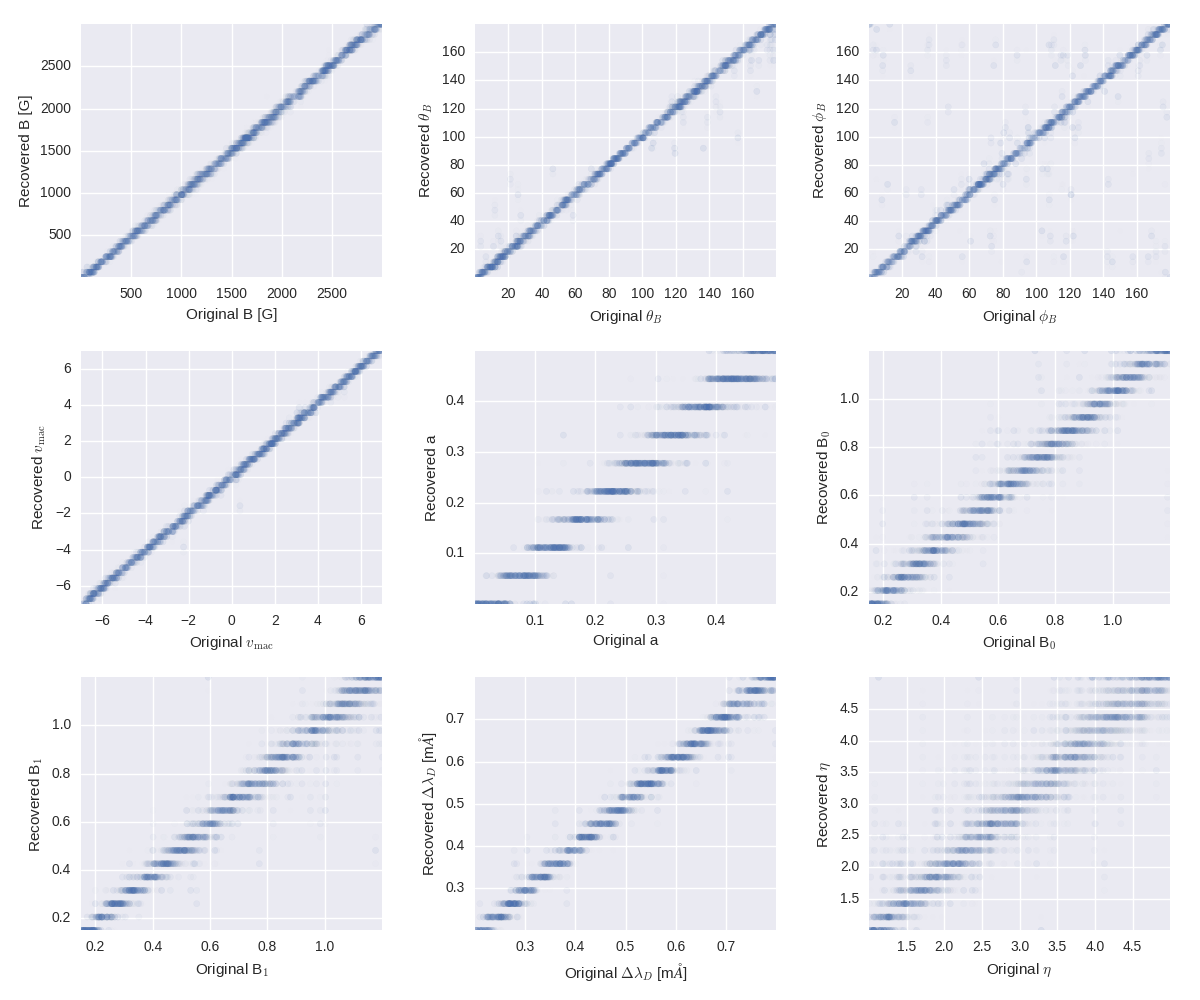 Recovered B [G]
2500
2000
1500
1000
500
500 1000 1500 2000 2500
Original B [G]
Recovered θ_B
160
140
120
100
80
60
40
20
20 40 60 80 100 120 140 160
Original θ_B
Recovered ϕ_B
160
140
120
100
80
60
40
20
20 40 60 80 100 120 140 160
Original ϕ_B
Recovered v_mac
6
4
2
0
−2
−4
−6
−6 −4 −2 0 2 4 6
Original v_mac
Recovered a
0.4
0.3
0.2
0.1
0.1 0.2 0.3 0.4
Original a
Recovered B₀
1.0
0.8
0.6
0.4
0.2
0.2 0.4 0.6 0.8 1.0
Original B₀
Recovered B₁
1.0
0.8
0.6
0.4
0.2
0.2 0.4 0.6 0.8 1.0
Original B₁
Recovered Δλ_D [mÅ]
0.7
0.6
0.5
0.4
0.3
0.3 0.4 0.5 0.6 0.7
Original Δλ_D [mÅ]
Recovered η
4.5
4.0
3.5
3.0
2.5
2.0
1.5
1.5 2.0 2.5 3.0 3.5 4.0 4.5
Original η